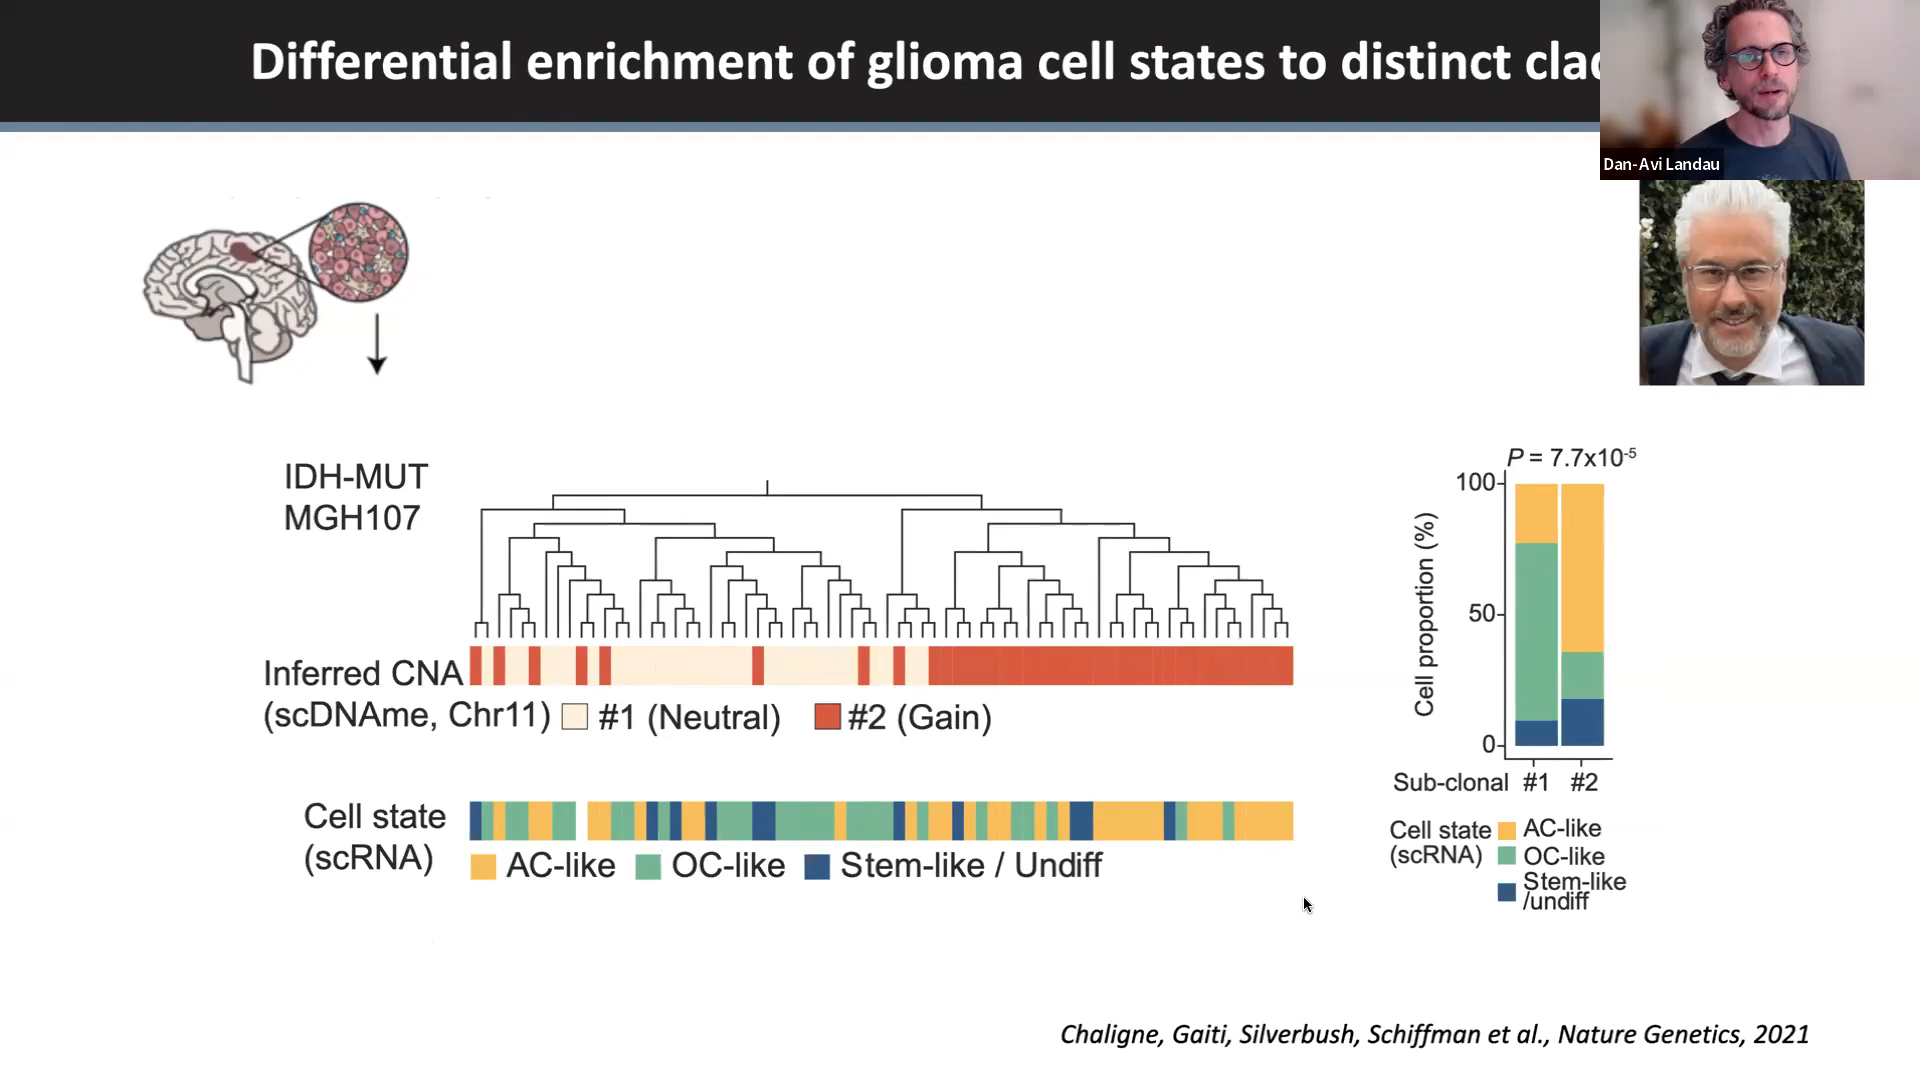 Differential enrichment of glioma cell states to distinct
Dan-Avi Landau
IDH-MUT
MGH107
Inferred CNA
(scDNAme, Chr11)
#1 (Neutral)
#2 (Gain)
Cell state
(scRNA)
AC-like
OC-like
Stem-like / Undiff
P = 7.7x10-5
100
50
0
Cell proportion (%)
Sub-clonal #1 #2
Cell state
(scRNA)
AC-like
OC-like
Stem-like
/undiff
Chaligne, Gaiti, Silverbush, Schiffman et al., Nature Genetics, 2021